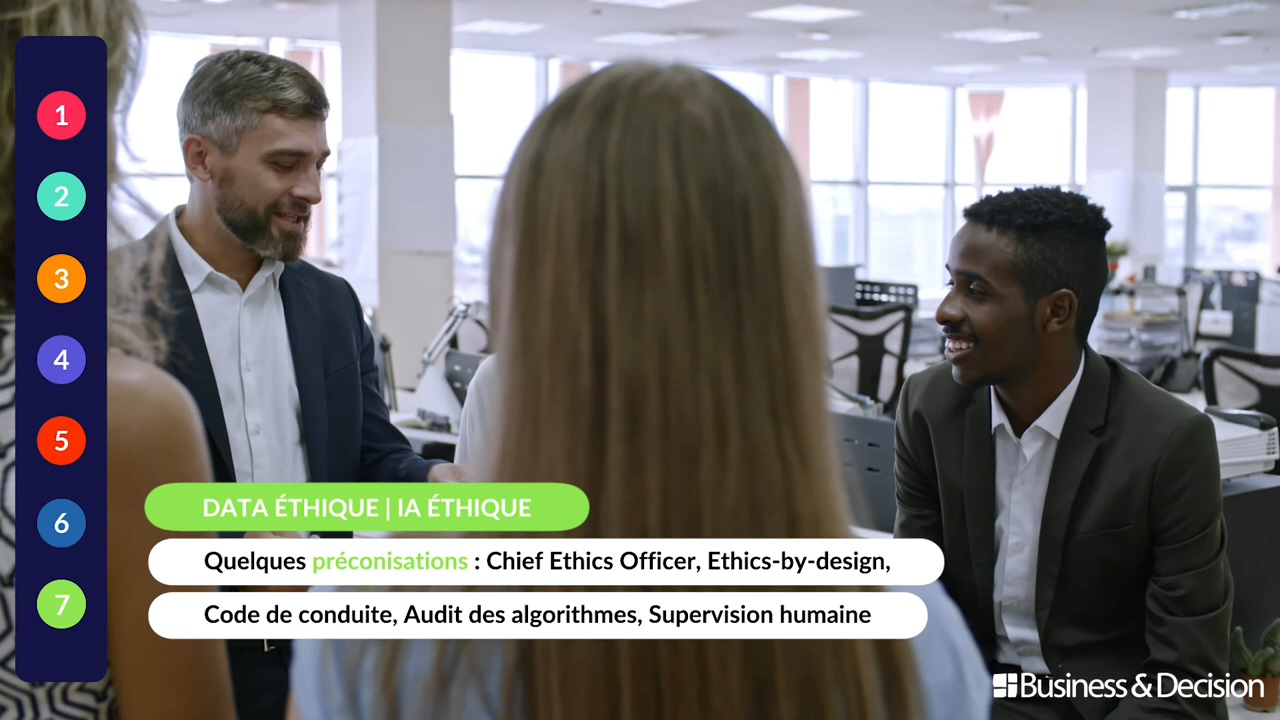 1
2
3
4
5
6
7
DATA ÉTHIQUE | IA ÉTHIQUE
Quelques préconisations : Chief Ethics Officer, Ethics-by-design,
Code de conduite, Audit des algorithmes, Supervision humaine
Business & Decision